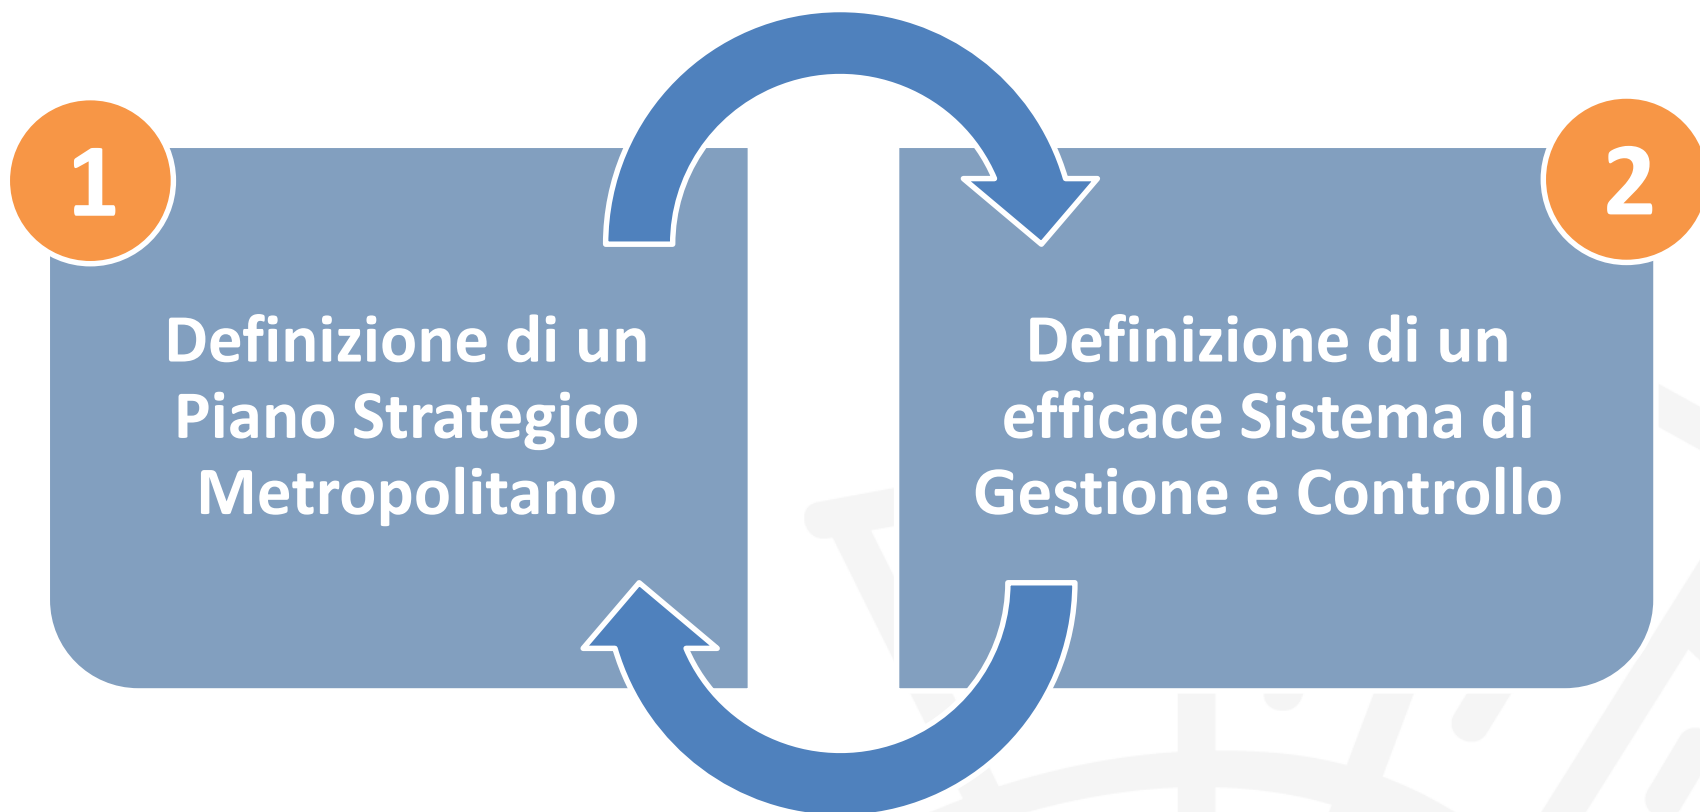 1
Definizione di un
Piano Strategico
Metropolitano
2
Definizione di un
efficace Sistema di
Gestione e Controllo